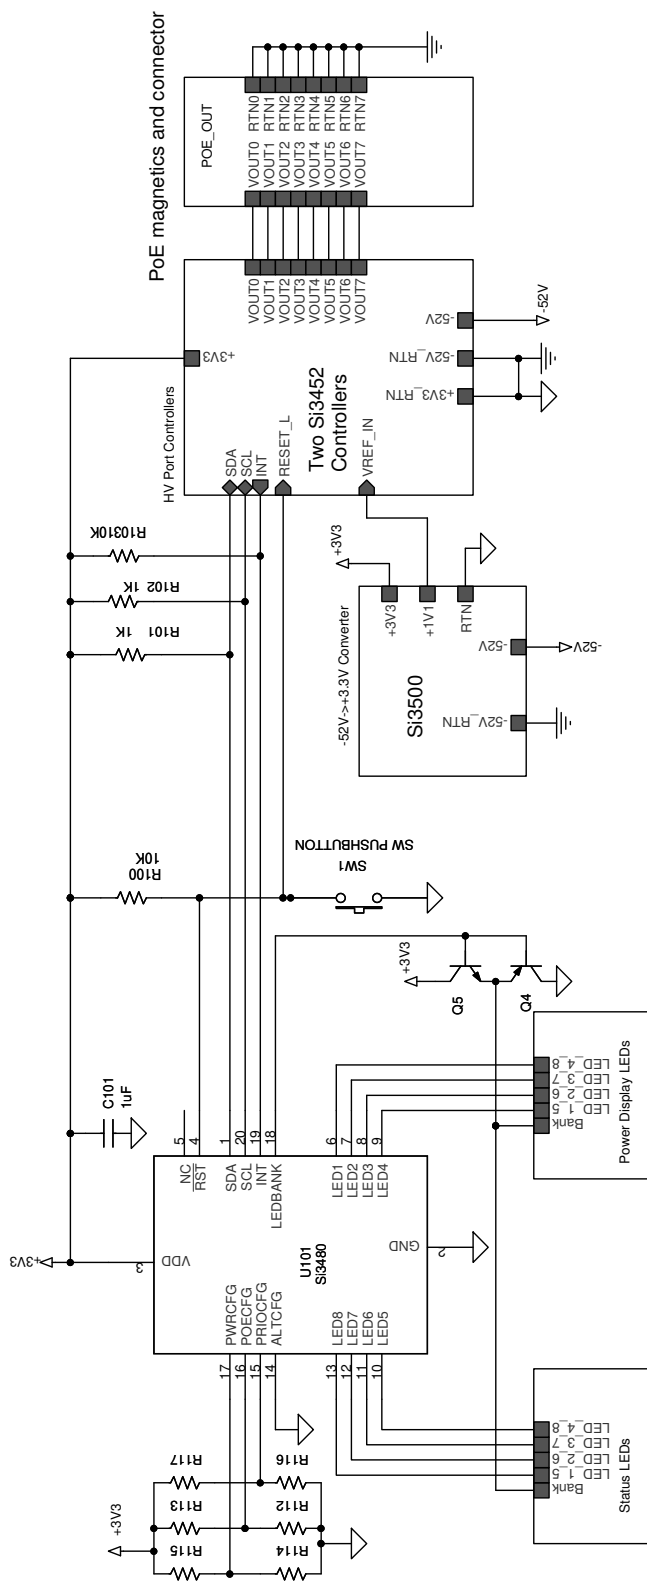 PoE magnetics and connector
POE_OUT
VOUT0 RTN0
VOUT1 RTN1
VOUT2 RTN2
VOUT3 RTN3
VOUT4 RTN4
VOUT5 RTN5
VOUT6 RTN6
VOUT7 RTN7
HV Port Controllers
+3V3
VOUT0
VOUT1
VOUT2
VOUT3
VOUT4
VOUT5
VOUT6
VOUT7
SDA
SCL
INT
RESET_L
Two Si3452
Controllers
VREF_IN
+3V3_RTN
-52V_RTN
-52V
-52V
R103 10K
R102 1K
R101 1K
-52V->+3.3V Converter
Si3500
+3V3
+1V1
RTN
+3V3
-52V_RTN
-52V
-52V
R100
10K
SW1
SW PUSHBUTTON
C101
1uF
+3V3
Q5
Q4
+3V3
3
VDD
U101
Si3480
NC 5
RST 4
SDA 1
SCL 20
INT 19
LEDBANK 18
LED1 6
LED2 7
LED3 8
LED4 9
GND
2
17 PWRCFG
16 POECFG
15 PRIOCFG
14 ALTCFG
13 LED8
12 LED7
11 LED6
10 LED5
Bank
LED_1_5
LED_2_6
LED_3_7
LED_4_8
Power Display LEDs
Bank
LED_1_5
LED_2_6
LED_3_7
LED_4_8
Status LEDs
+3V3
R115
R113
R117
R114
R112
R116